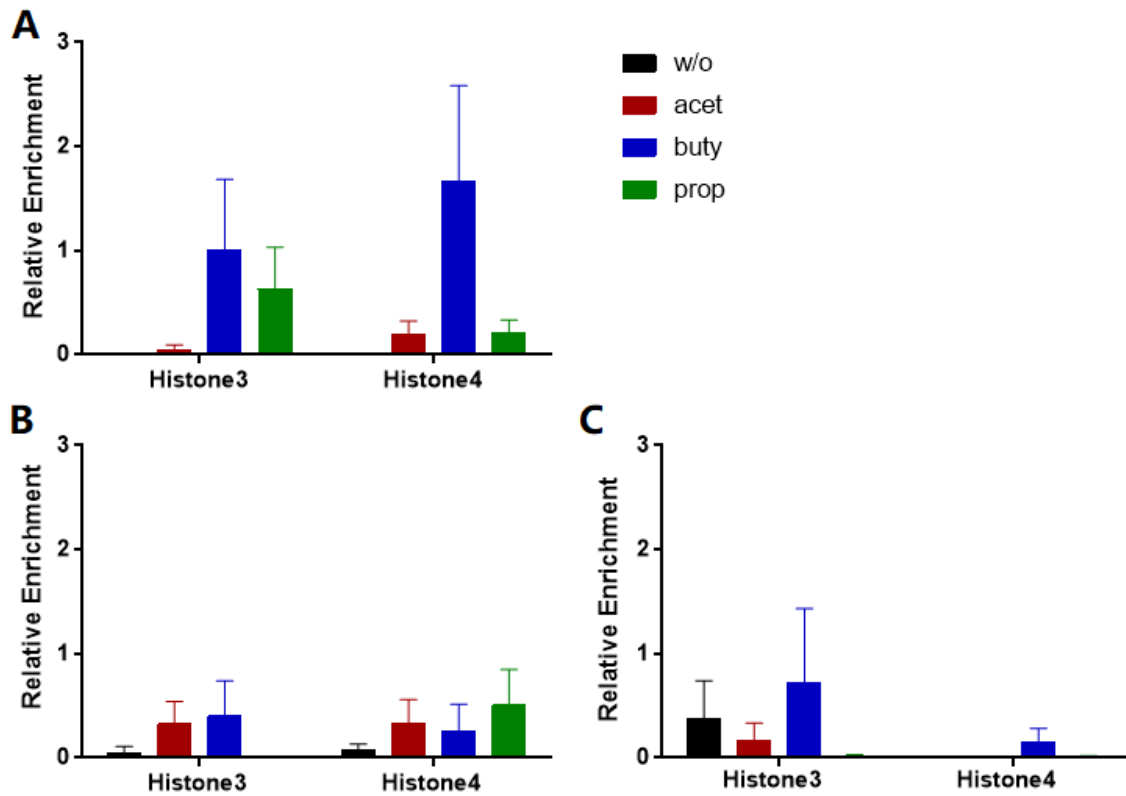 A
Relative Enrichment
3
2
1
0
Histone3 Histone4
w/o
acet
buty
prop
B
Relative Enrichment
3
2
1
0
Histone3 Histone4
C
Relative Enrichment
3
2
1
0
Histone3 Histone4